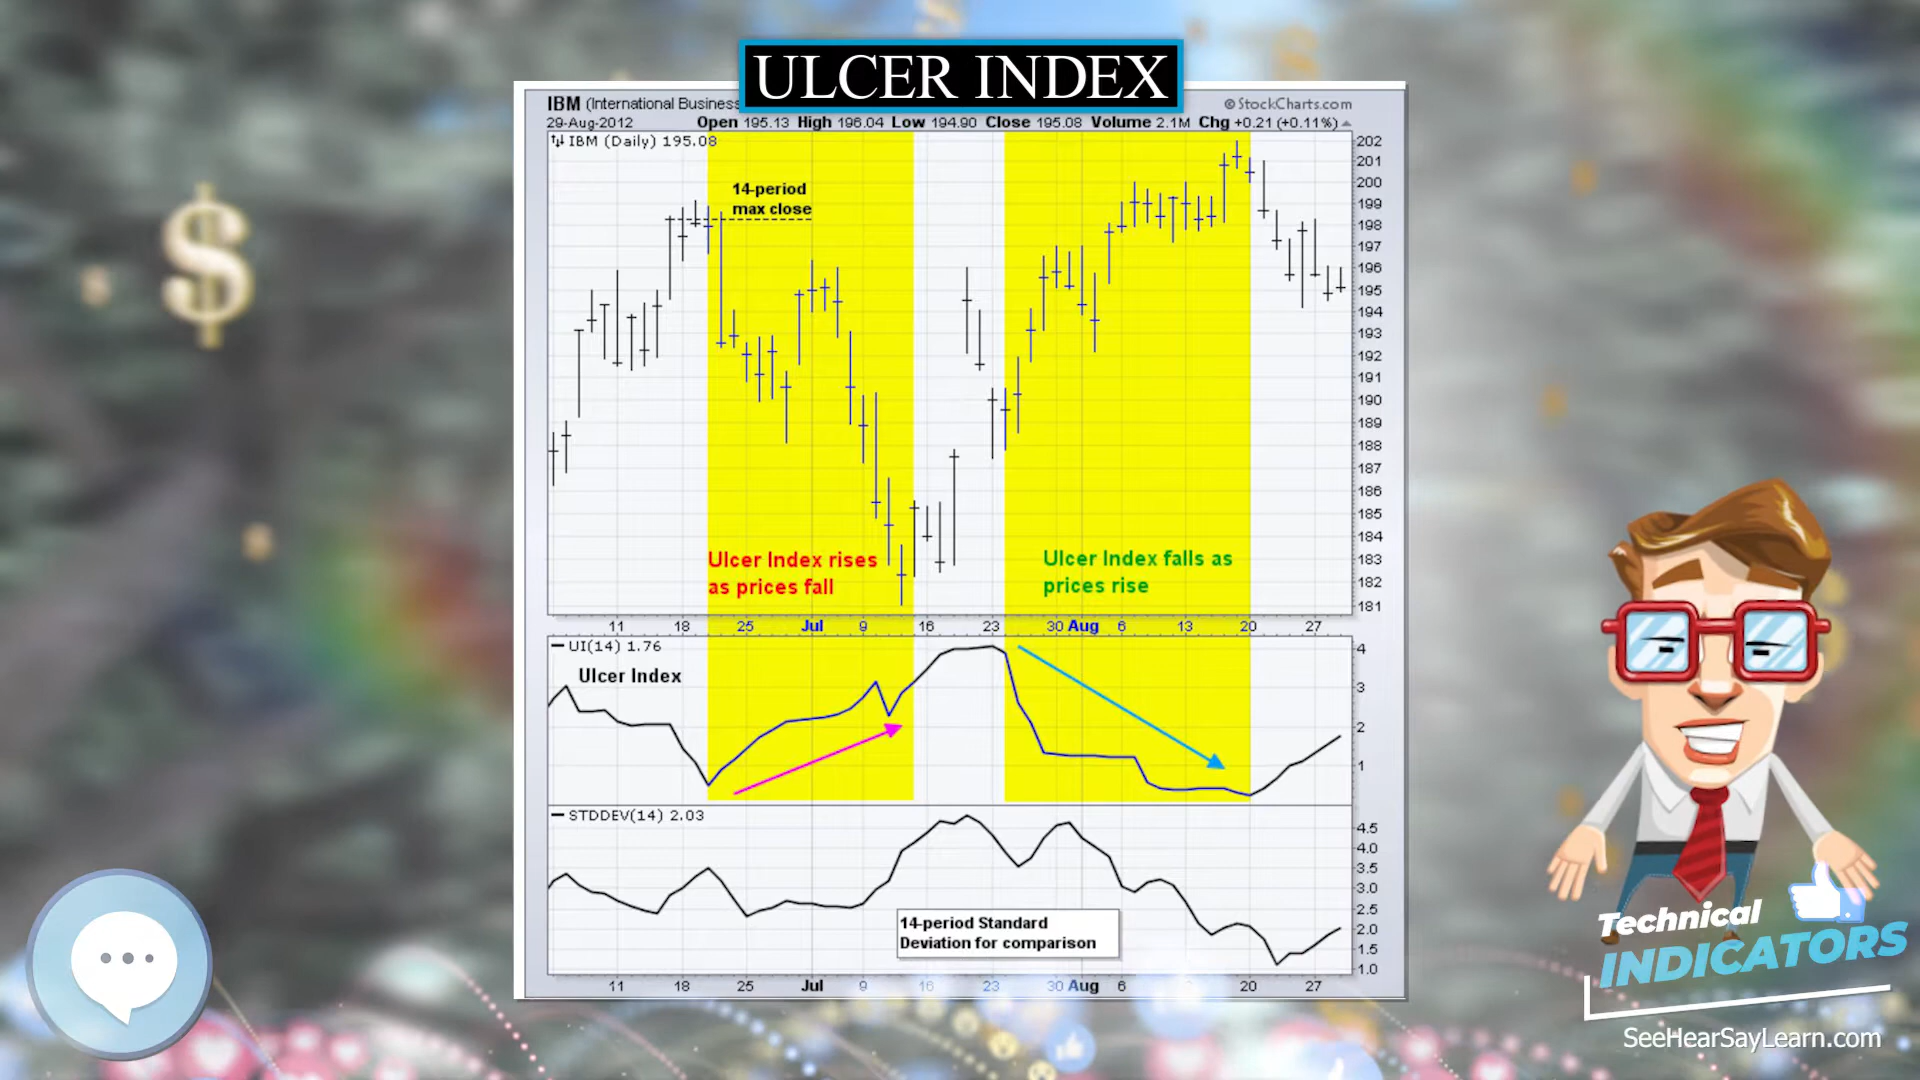 ULCER INDEX
IBM (International Business
© StockCharts.com
29-Aug-2012
Open 195.13 High 196.04 Low 194.90 Close 195.08 Volume 2.1M Chg +0.21 (+0.11%)
IBM (Daily) 195.08
14-period
max close
202
201
200
199
198
197
196
195
194
193
192
191
190
189
188
187
186
185
184
183
182
181
Ulcer Index rises
as prices fall
Ulcer Index falls as
prices rise
11 18 25 Jul 9 16 23 30 Aug 6 13 20 27
UI(14) 1.76
Ulcer Index
4
3
2
1
STDDEV(14) 2.03
4.5
4.0
3.5
3.0
2.5
2.0
1.5
1.0
14-period Standard
Deviation for comparison
11 18 25 Jul 9 16 23 30 Aug 6 13 20 27
Technical
INDICATORS
SeeHearSayLearn.com
$